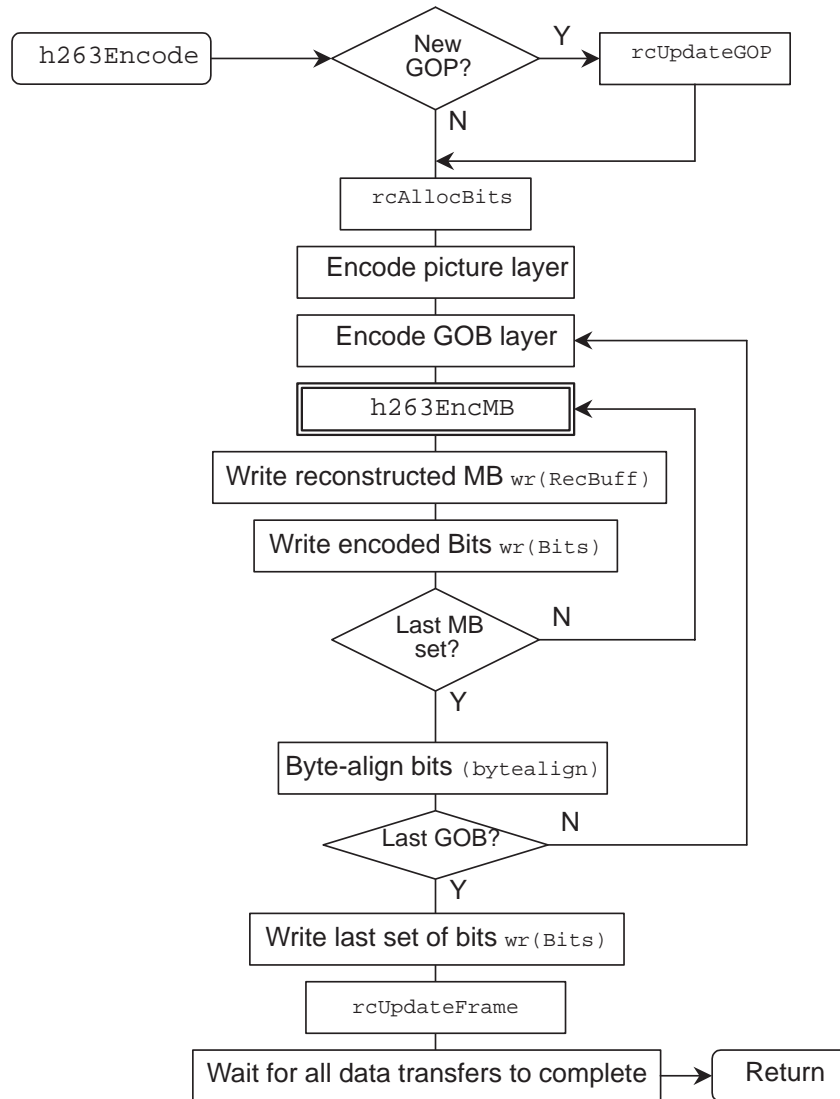 h263Encode
New
GOP?
Y
rcUpdateGOP
N
rcAllocBits
Encode picture layer
Encode GOB layer
h263EncMB
Write reconstructed MB wr(RecBuff)
Write encoded Bits wr(Bits)
Last MB
set?
N
Y
Byte-align bits (bytealign)
Last GOB?
N
Y
Write last set of bits wr(Bits)
rcUpdateFrame
Wait for all data transfers to complete
Return